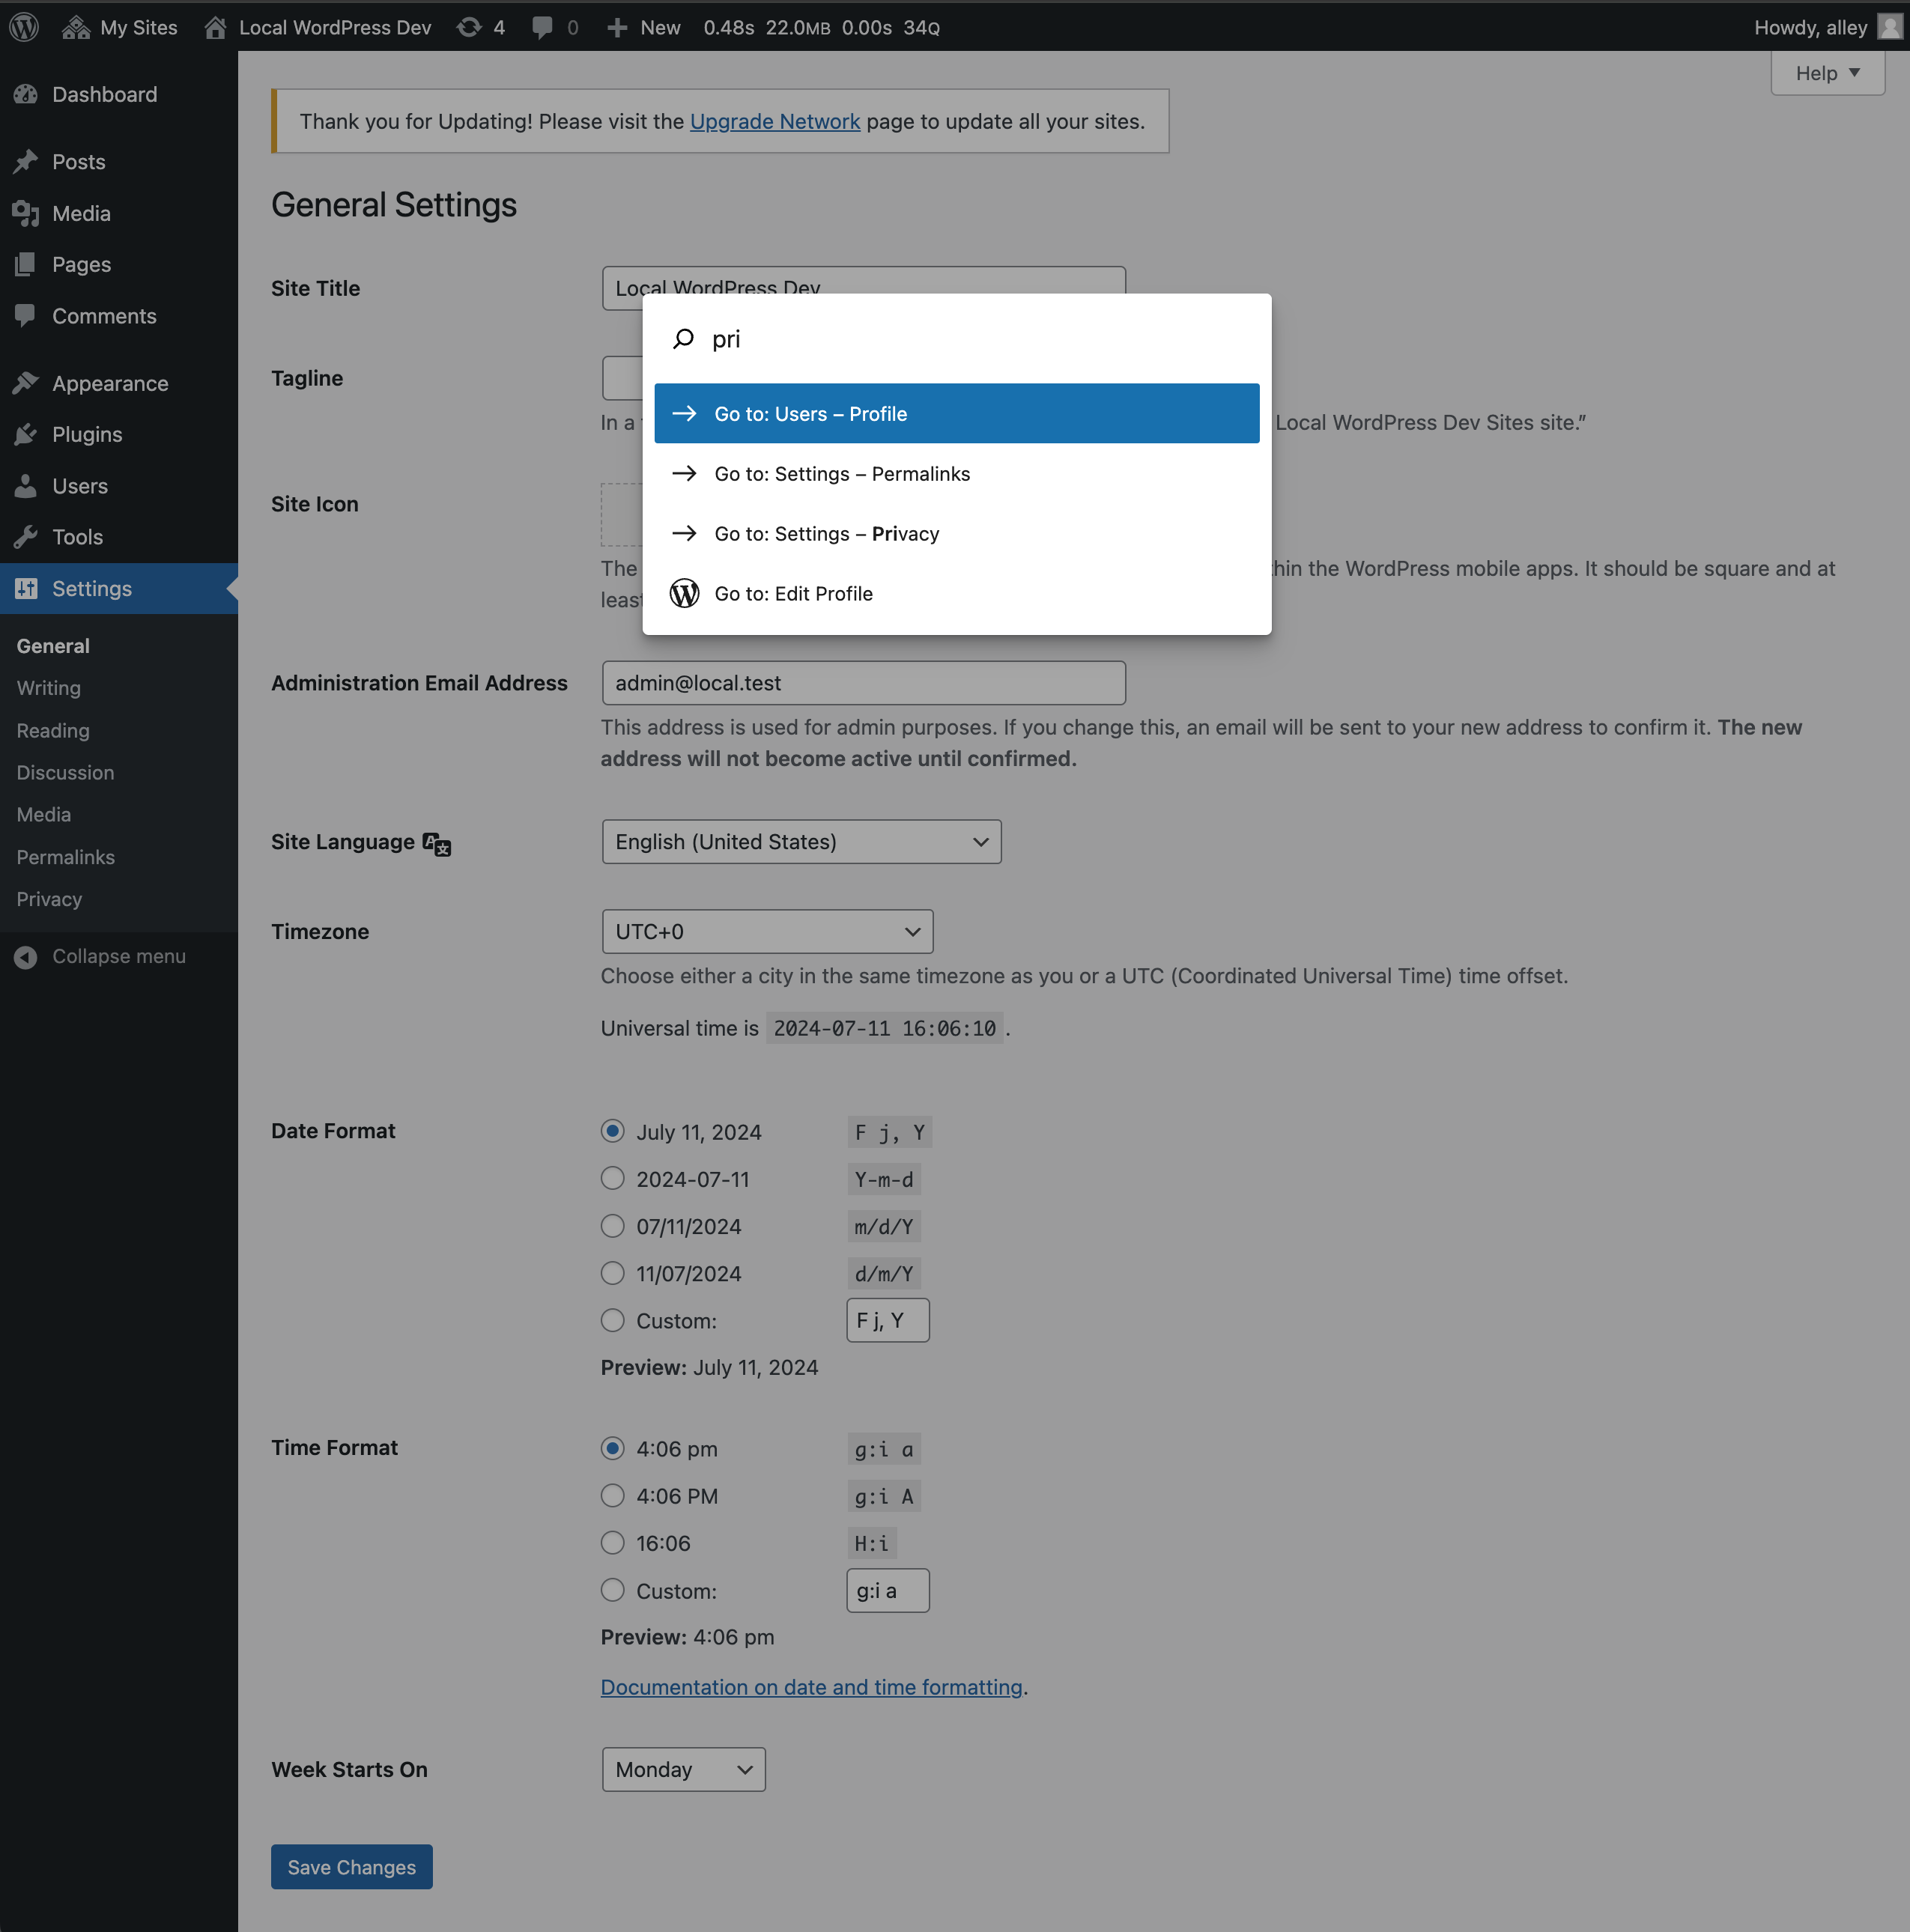 My Sites Local WordPress Dev 4 0 New 0.48s 22.0MB 0.00s 34Q Howdy, alley
Help
Dashboard
Posts
Media
Pages
Comments
Appearance
Plugins
Users
Tools
Settings
General
Writing
Reading
Discussion
Media
Permalinks
Privacy
Collapse menu
Thank you for Updating! Please visit the Upgrade Network page to update all your sites.
General Settings
Site Title Local WordPress Dev
pri
Go to: Users – Profile
Go to: Settings – Permalinks
Go to: Settings – Privacy
Go to: Edit Profile
Tagline
In a Local WordPress Dev Sites site.”
Site Icon
The thin the WordPress mobile apps. It should be square and at
least
Administration Email Address admin@local.test
This address is used for admin purposes. If you change this, an email will be sent to your new address to confirm it. The new
address will not become active until confirmed.
Site Language English (United States)
Timezone UTC+0
Choose either a city in the same timezone as you or a UTC (Coordinated Universal Time) time offset.
Universal time is 2024-07-11 16:06:10 .
Date Format July 11, 2024 F j, Y
2024-07-11 Y-m-d
07/11/2024 m/d/Y
11/07/2024 d/m/Y
Custom: F j, Y
Preview: July 11, 2024
Time Format 4:06 pm g:i a
4:06 PM g:i A
16:06 H:i
Custom: g:i a
Preview: 4:06 pm
Documentation on date and time formatting.
Week Starts On Monday
Save Changes